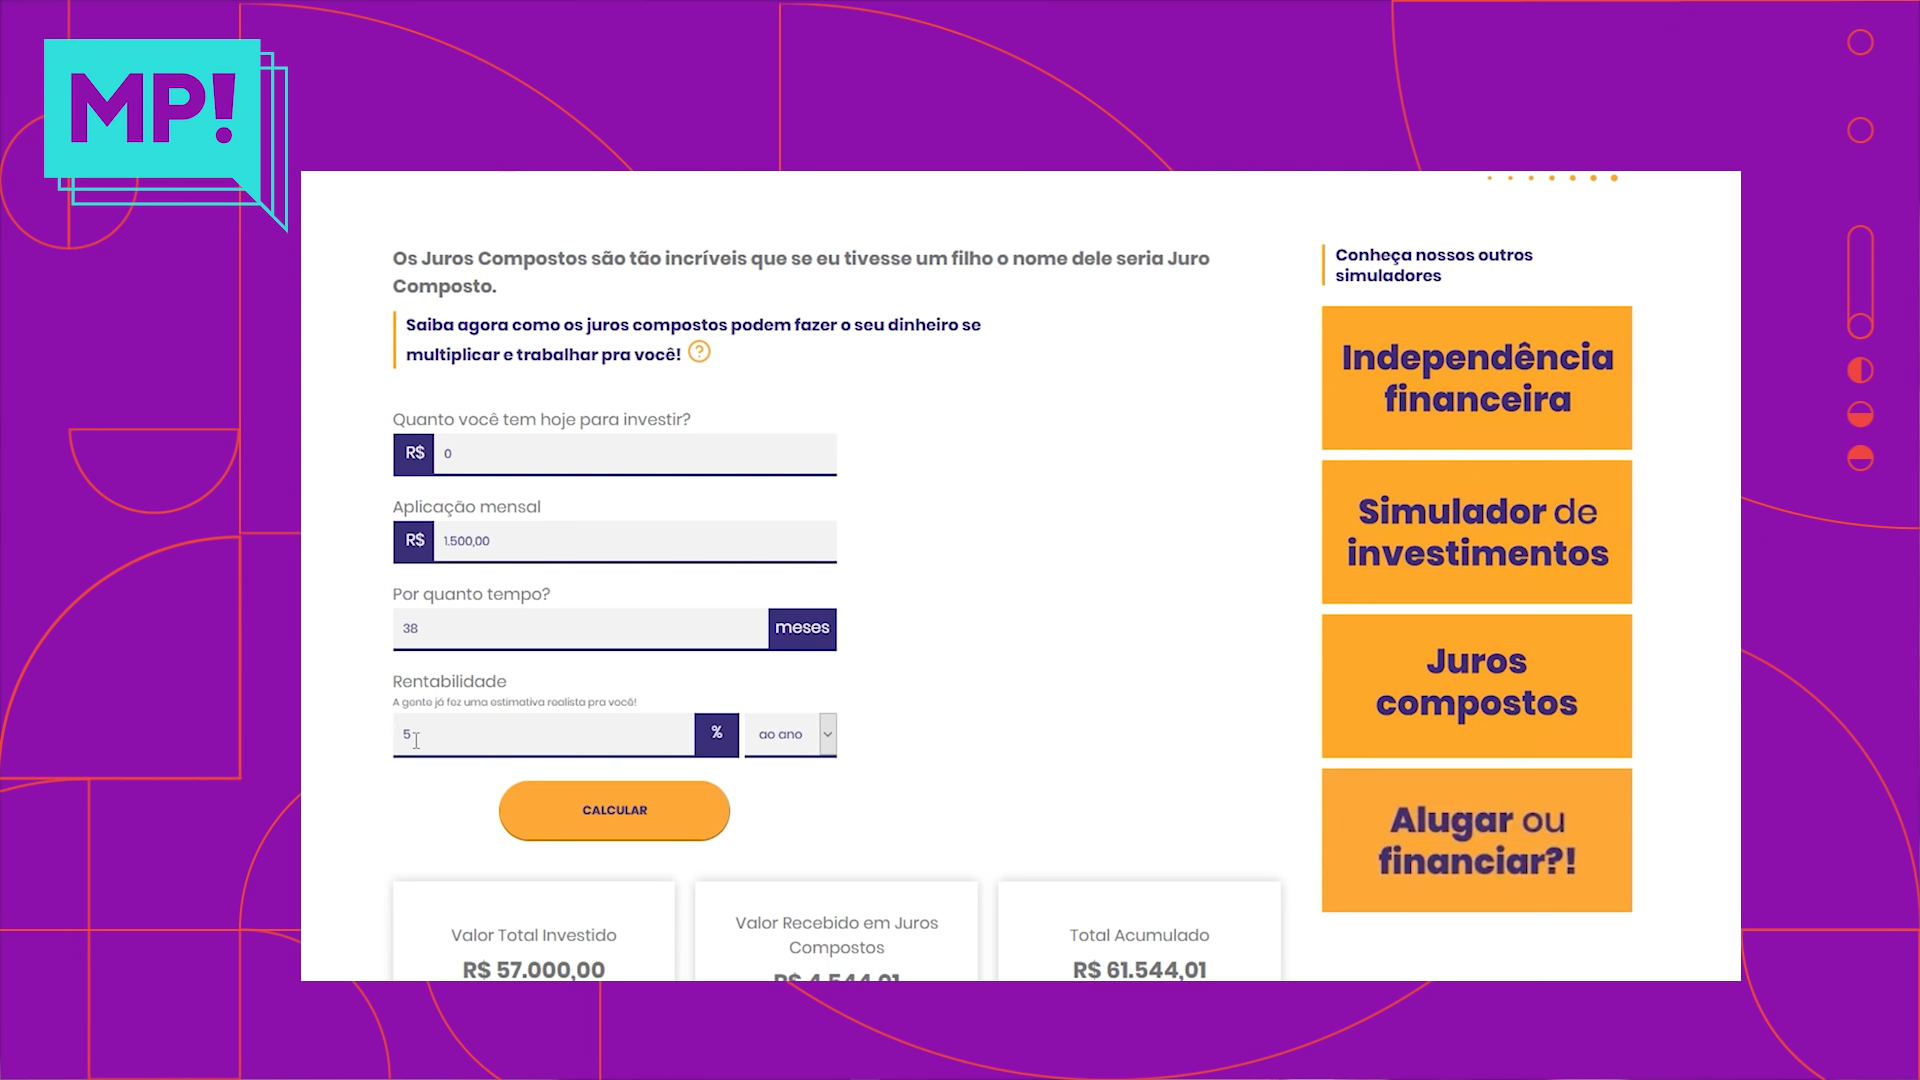 MP!
Os Juros Compostos são tão incríveis que se eu tivesse um filho o nome dele seria Juro
Composto.
Saiba agora como os juros compostos podem fazer o seu dinheiro se
multiplicar e trabalhar pra você! ?
Quanto você tem hoje para investir?
R$ 0
Aplicação mensal
R$ 1.500,00
Por quanto tempo?
38 meses
Rentabilidade
A gente já fez uma estimativa realista pra você!
5 % ao ano
CALCULAR
Valor Total Investido
R$ 57.000,00
Valor Recebido em Juros
Compostos
R$ 4.544,01
Total Acumulado
R$ 61.544,01
Conheça nossos outros
simuladores
Independência
financeira
Simulador de
investimentos
Juros
compostos
Alugar ou
financiar?!